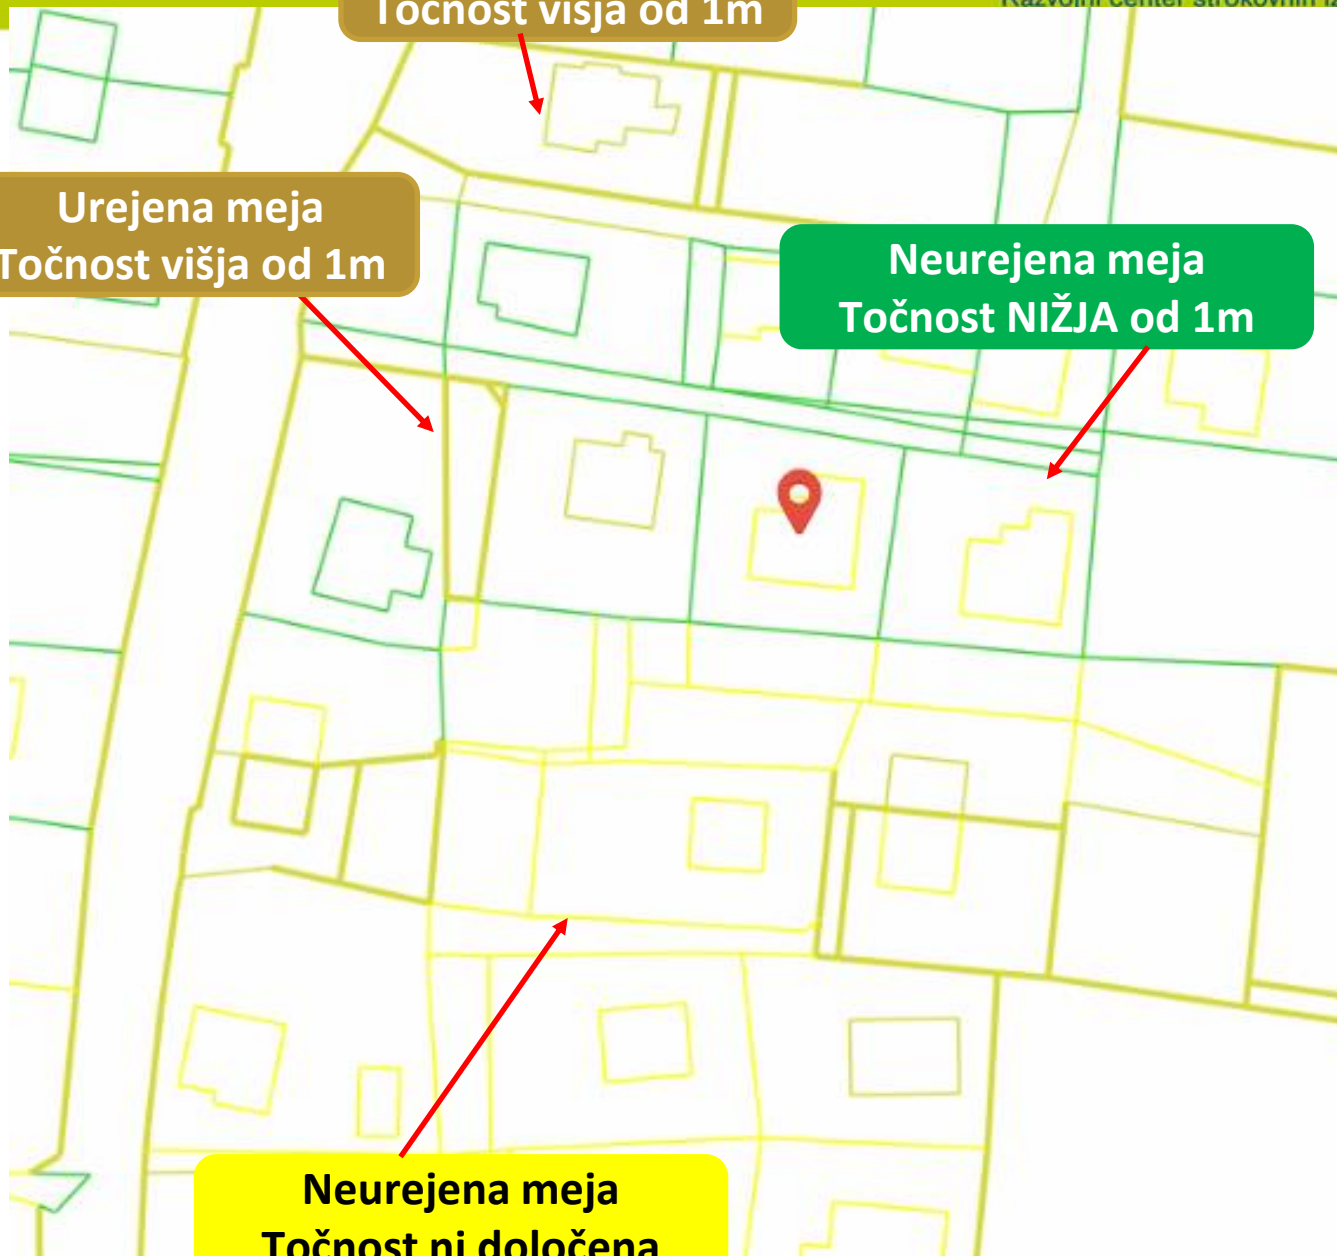 Točnost višja od 1m
Urejena meja
Točnost višja od 1m
Neurejena meja
Točnost NIŽJA od 1m
Neurejena meja
Točnost ni določena